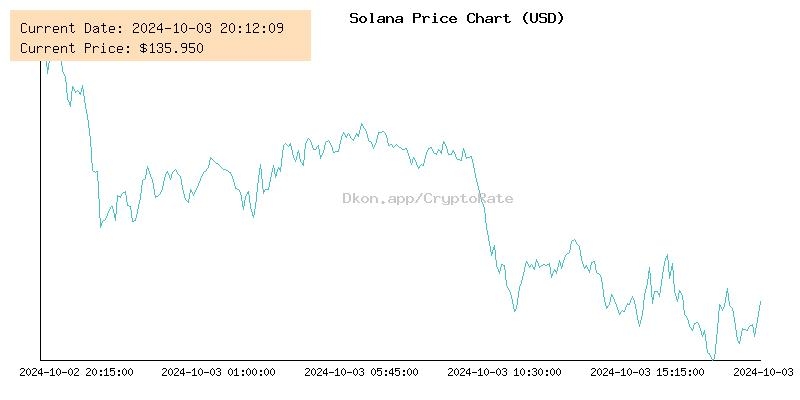 Solana Price Chart (USD)
Current Date: 2024-10-03 20:12:09
Current Price: $135.950
Dkon.app/CryptoRate
2024-10-02 20:15:00 2024-10-03 01:00:00 2024-10-03 05:45:00 2024-10-03 10:30:00 2024-10-03 15:15:00 2024-10-03